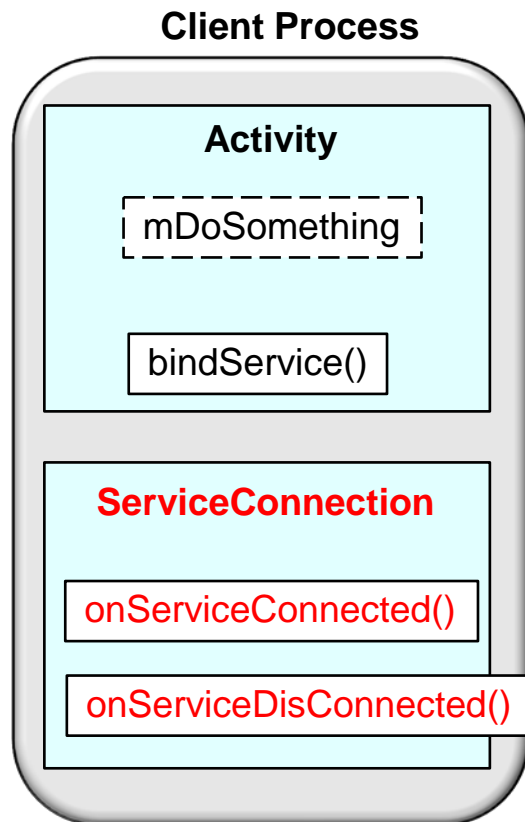 Client Process
Activity
mDoSomething
bindService()
ServiceConnection
onServiceConnected()
onServiceDisConnected()